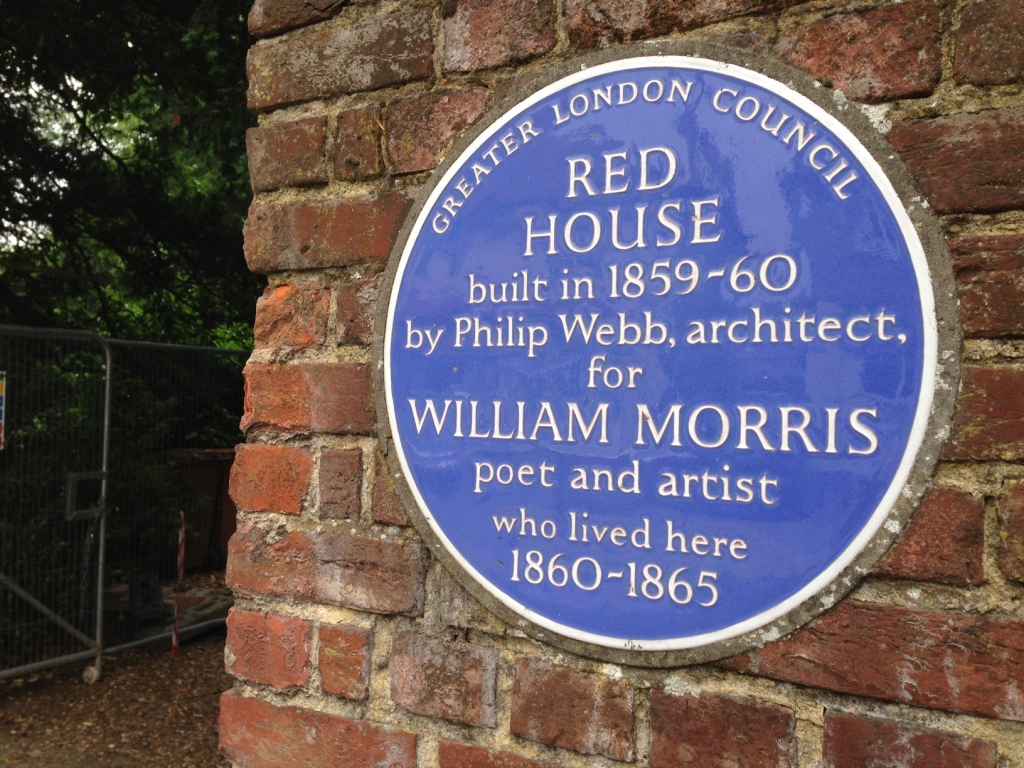 GREATER LONDON COUNCIL
RED
HOUSE
built in 1859-60
by Philip Webb, architect,
for
WILLIAM MORRIS
poet and artist
who lived here
1860-1865